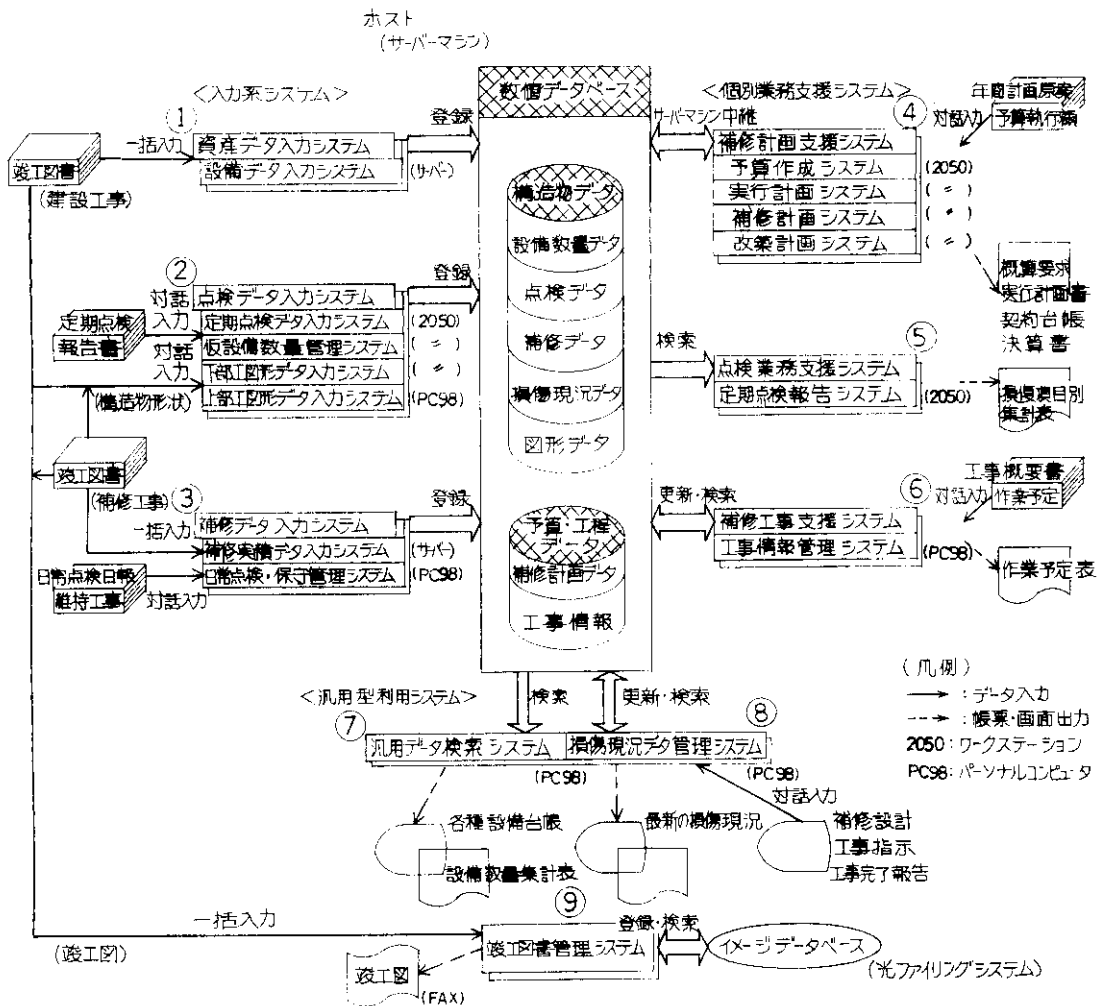 ホスト
(サーバーマシン)
数値データベース
<入力系システム>
①
一括入力
資産データ入力システム
設備データ入力システム
(サーバー)
登録
竣工図書
(建設工事)
②
対話
入力
点検データ入力システム
定期点検データ入力システム
(2050)
仮設備数量管理システム
(〃)
下部工図形データ入力システム
(〃)
上部工図形データ入力システム
(PC98)
登録
定期点検
報告書
対話
入力
(構造物形状)
竣工図書
(補修工事)
③
一括入力
補修データ入力システム
補修実績データ入力システム
(サーバー)
日常点検・保守管理システム
(PC98)
登録
日常点検日報
維持工事
対話入力
構造物データ
設備数量データ
点検データ
補修データ
損傷現況データ
図形データ
予算・工程
データ
補修計画データ
工事情報
<個別業務支援システム>
サーバーマシン中継
④
対話入力
年間計画原案
予算執行額
補修計画支援システム
予算作成システム
(2050)
実行計画システム
(〃)
補修計画システム
(〃)
改築計画システム
(〃)
概算要求
実行計画書
契約台帳
決算書
検索
⑤
点検業務支援システム
定期点検報告システム
(2050)
損傷項目別
集計表
更新・検索
⑥
対話入力
工事概要書
作業予定
補修工事支援システム
工事情報管理システム
(PC98)
作業予定表
<汎用型利用システム>
検索
更新・検索
⑦
汎用データ検索システム
(PC98)
⑧
損傷現況データ管理システム
(PC98)
対話入力
各種設備台帳
設備数量集計表
最新の損傷現況
補修設計
工事指示
工事完了報告
(凡例)
:データ入力
:帳票・画面出力
2050:ワークステーション
PC98:パーソナルコンピュータ
一括入力
(竣工図)
⑨
竣工図書管理システム
登録・検索
イメージデータベース
(光ファイリングシステム)
竣工図
(FAX)